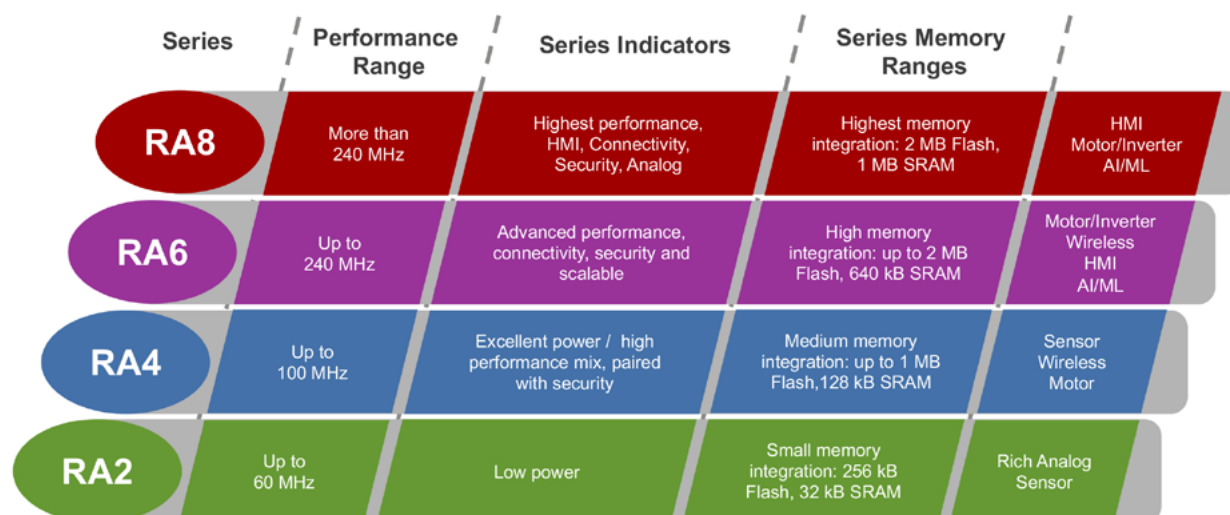 Series
Performance
Range
Series Indicators
Series Memory
Ranges
RA8
More than
240 MHz
Highest performance,
HMI, Connectivity,
Security, Analog
Highest memory
integration: 2 MB Flash,
1 MB SRAM
HMI
Motor/Inverter
AI/ML
RA6
Up to
240 MHz
Advanced performance,
connectivity, security and
scalable
High memory
integration: up to 2 MB
Flash, 640 kB SRAM
Motor/Inverter
Wireless
HMI
AI/ML
RA4
Up to
100 MHz
Excellent power / high
performance mix, paired
with security
Medium memory
integration: up to 1 MB
Flash,128 kB SRAM
Sensor
Wireless
Motor
RA2
Up to
60 MHz
Low power
Small memory
integration: 256 kB
Flash, 32 kB SRAM
Rich Analog
Sensor